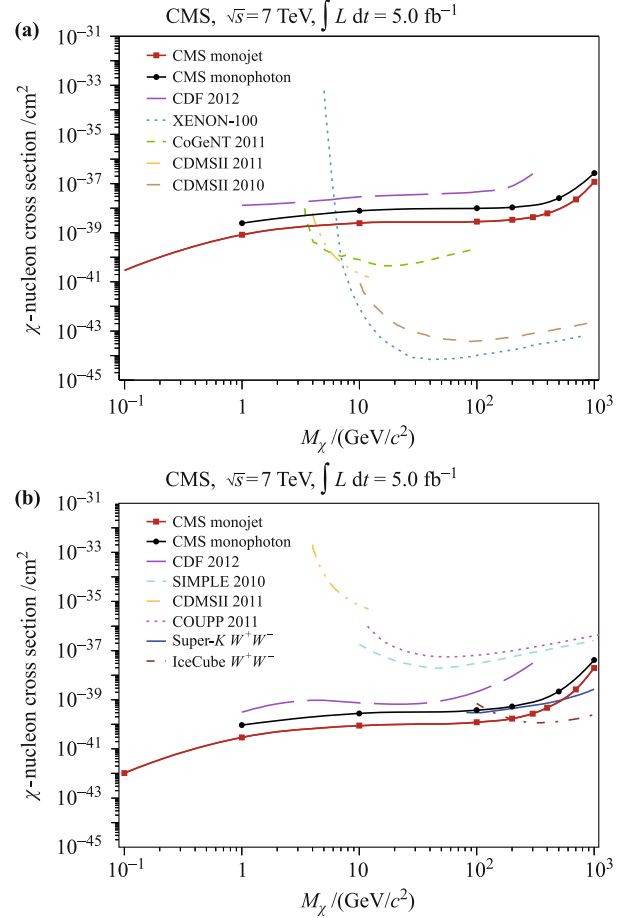 CMS, √s = 7 TeV, ∫ L dt = 5.0 fb⁻¹
(a)
10⁻³¹
10⁻³³
10⁻³⁵
10⁻³⁷
10⁻³⁹
10⁻⁴¹
10⁻⁴³
10⁻⁴⁵
χ-nucleon cross section /cm²
CMS monojet
CMS monophoton
CDF 2012
XENON-100
CoGeNT 2011
CDMSII 2011
CDMSII 2010
10⁻¹ 1 10 10² 10³
Mχ /(GeV/c²)
CMS, √s = 7 TeV, ∫ L dt = 5.0 fb⁻¹
(b)
10⁻³¹
10⁻³³
10⁻³⁵
10⁻³⁷
10⁻³⁹
10⁻⁴¹
10⁻⁴³
10⁻⁴⁵
χ-nucleon cross section /cm²
CMS monojet
CMS monophoton
CDF 2012
SIMPLE 2010
CDMSII 2011
COUPP 2011
Super-K W⁺W⁻
IceCube W⁺W⁻
10⁻¹ 1 10 10² 10³
Mχ /(GeV/c²)